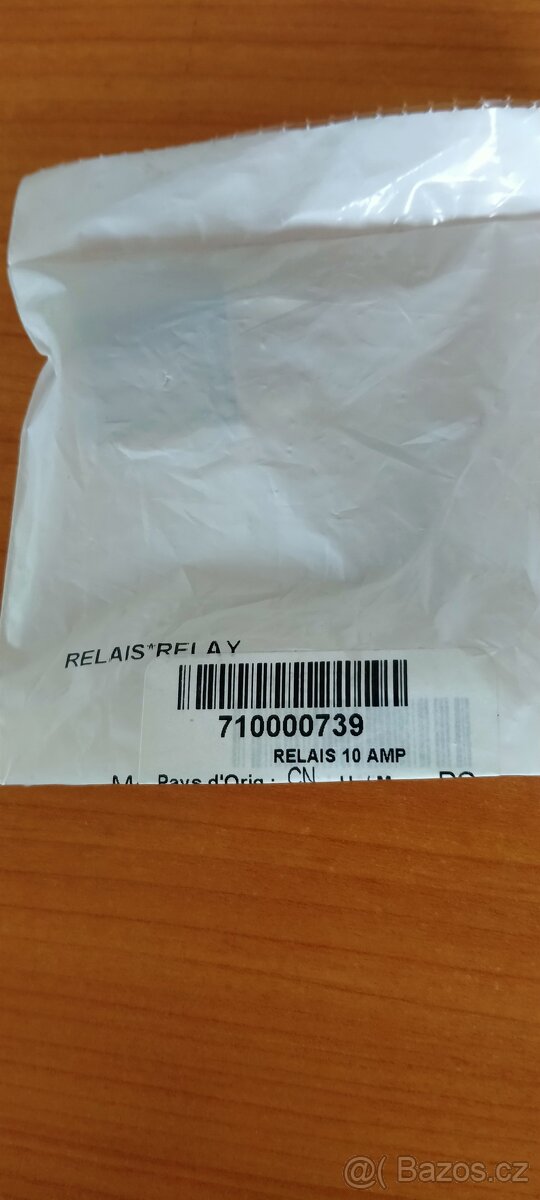 RELAIS*RELAY
710000739
RELAIS 10 AMP
Pays d'Orig.: CN
@( Bazos.cz